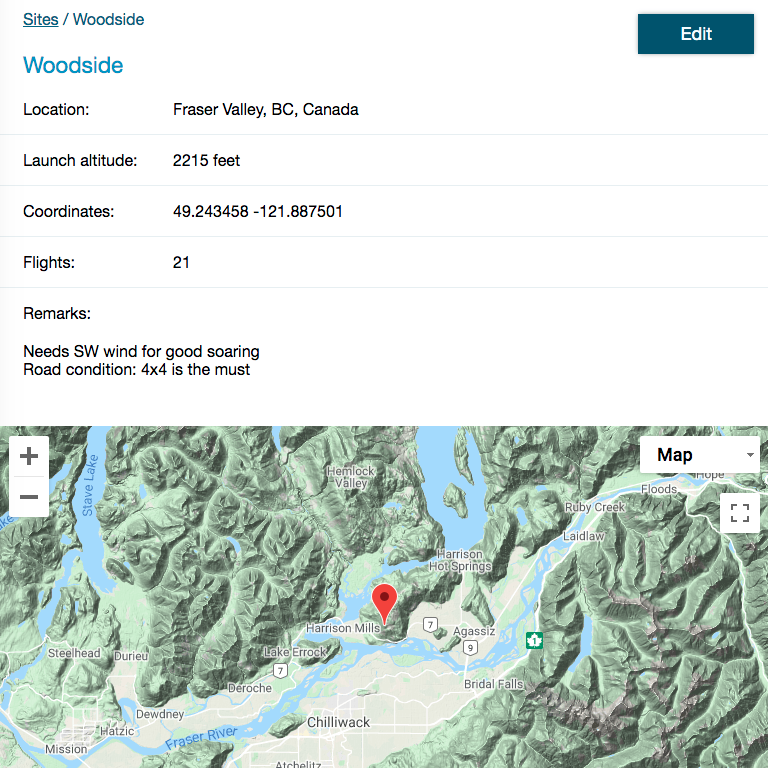 Sites / Woodside
Edit
Woodside
Location: Fraser Valley, BC, Canada
Launch altitude: 2215 feet
Coordinates: 49.243458 -121.887501
Flights: 21
Remarks:
Needs SW wind for good soaring
Road condition: 4x4 is the must
Map
Stave Lake
Hemlock
Valley
Hope
Floods
Ruby Creek
Laidlaw
Harrison
Hot Springs
Harrison Mills
7
Agassiz
1
9
Steelhead
Durieu
Lake Errock
7
Deroche
Bridal Falls
Dewdney
Hatzic
Chilliwack
Fraser River
Mission
Atchelitz